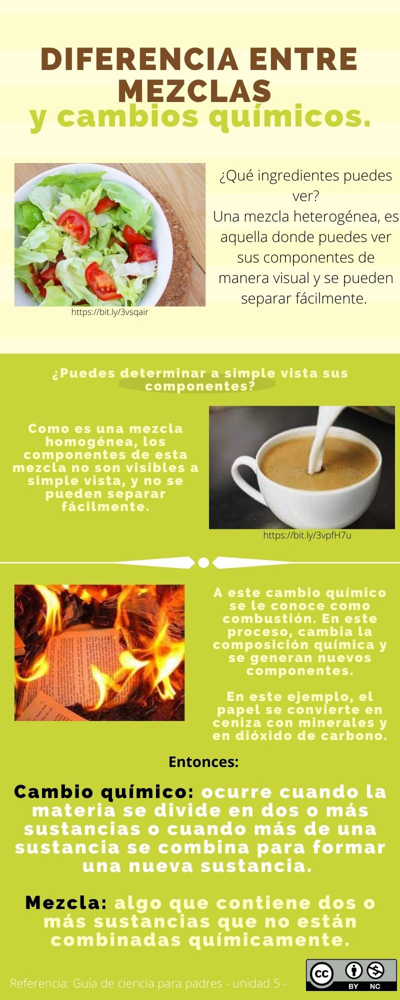 DIFERENCIA ENTRE
MEZCLAS
y cambios químicos.
¿Qué ingredientes puedes
ver?
Una mezcla heterogénea, es
aquella donde puedes ver
sus componentes de
manera visual y se pueden
separar fácilmente.
https://bit.ly/3vsqair
¿Puedes determinar a simple vista sus
componentes?
Como es una mezcla
homogénea, los
componentes de esta
mezcla no son visibles a
simple vista, y no se
pueden separar
fácilmente.
https://bit.ly/3vpfH7u
A este cambio químico
se le conoce como
combustión. En este
proceso, cambia la
composición química y
se generan nuevos
componentes.
En este ejemplo, el
papel se convierte en
ceniza con minerales y
en dióxido de carbono.
Entonces:
Cambio químico: ocurre cuando la
materia se divide en dos o más
sustancias o cuando más de una
sustancia se combina para formar
una nueva sustancia.
Mezcla: algo que contiene dos o
más sustancias que no están
combinadas químicamente.
Referencia: Guía de ciencia para padres - unidad 5 -
cc
BY NC